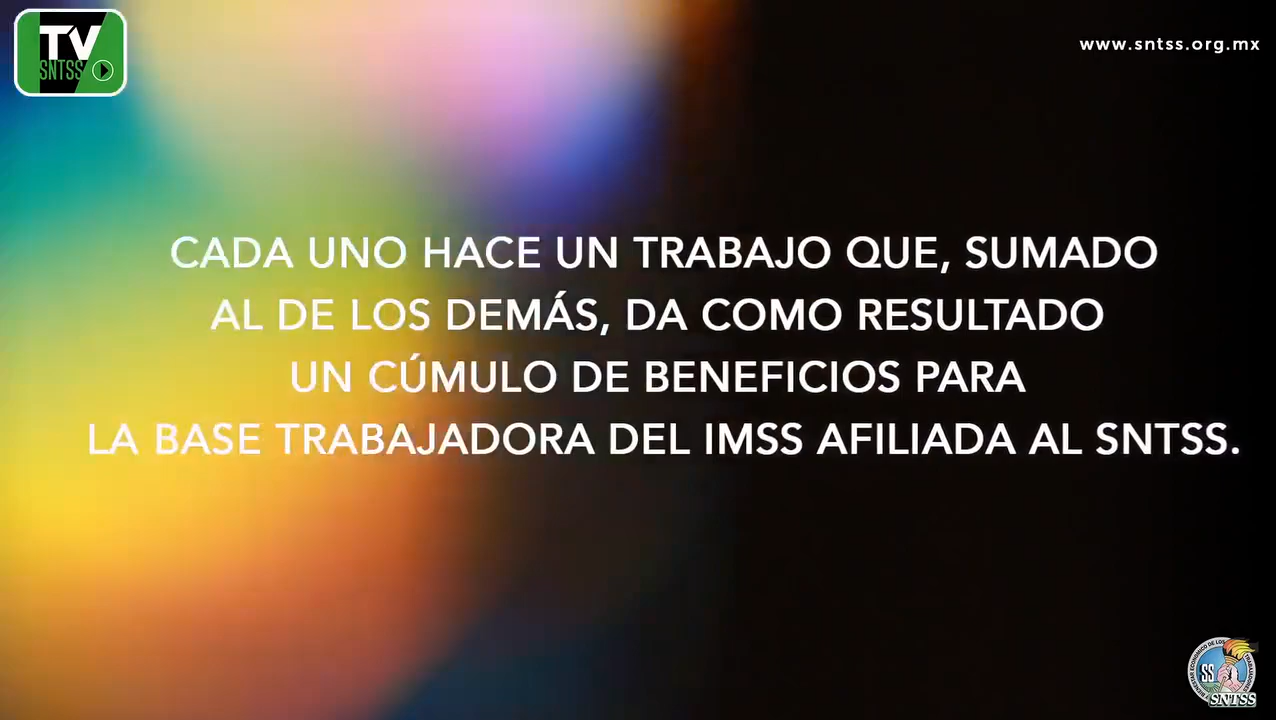 TV
SNTSS
www.sntss.org.mx
CADA UNO HACE UN TRABAJO QUE, SUMADO
AL DE LOS DEMÁS, DA COMO RESULTADO
UN CÚMULO DE BENEFICIOS PARA
LA BASE TRABAJADORA DEL IMSS AFILIADA AL SNTSS.
SS
SNTSS